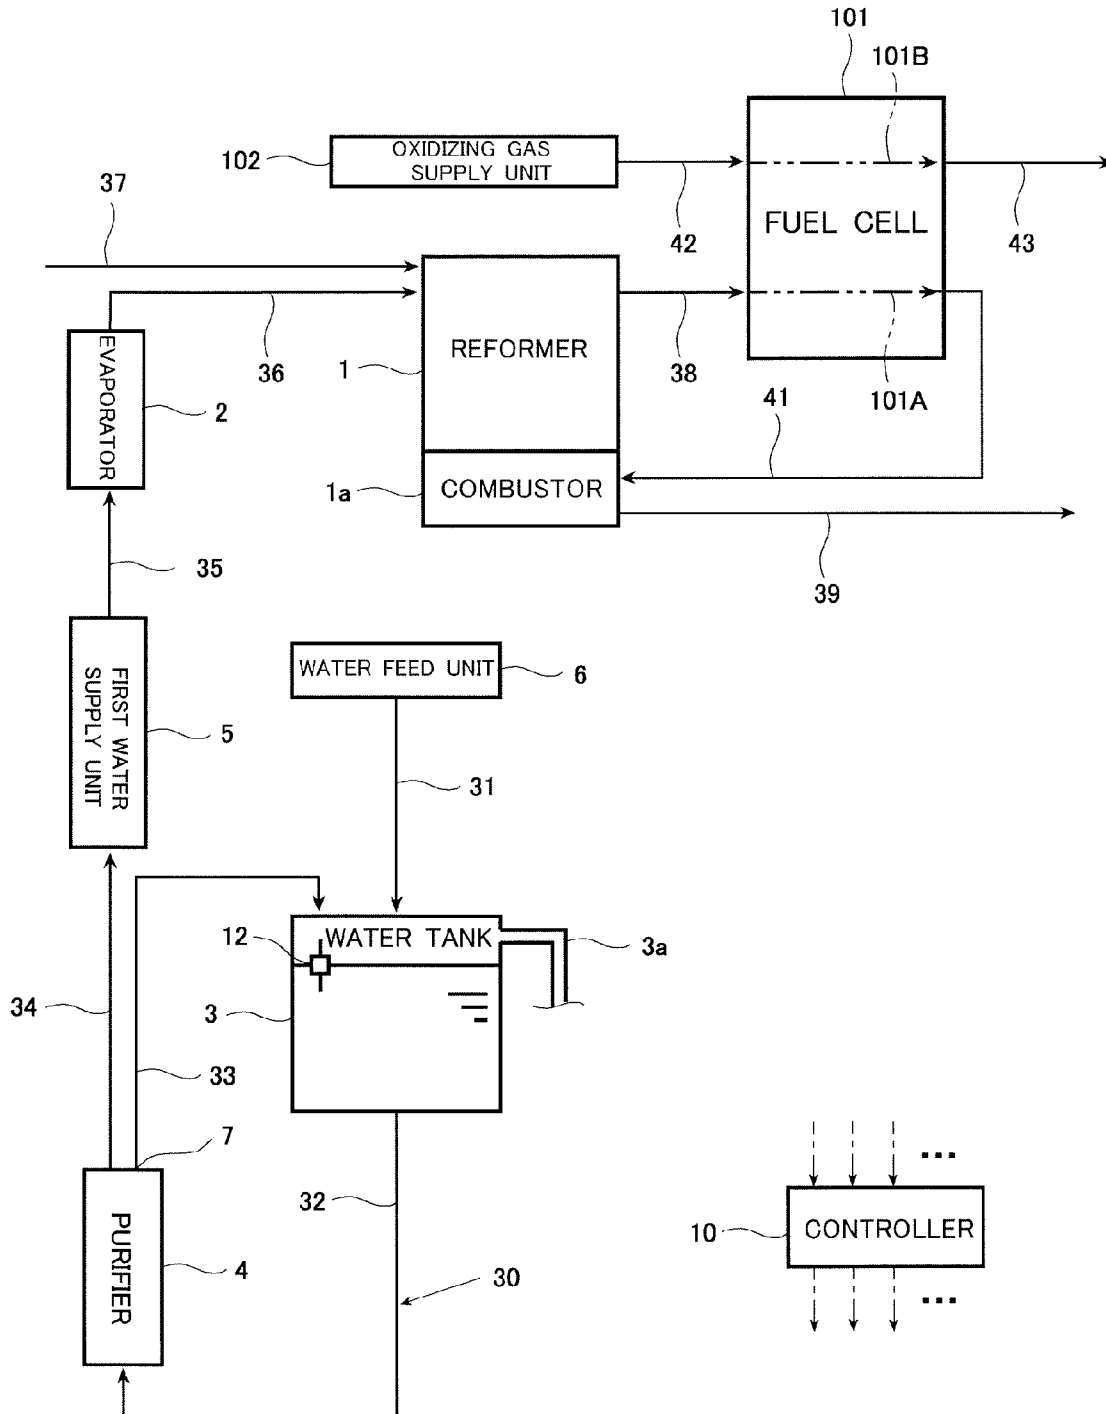 101
101B
102
OXIDIZING GAS
SUPPLY UNIT
37
42
FUEL CELL
43
REFORMER
EVAPORATOR
36
1
38
2
41
101A
1a
COMBUSTOR
35
39
FIRST WATER
SUPPLY UNIT
WATER FEED UNIT
6
5
31
12
WATER TANK
3a
34
3
33
7
...
32
10
CONTROLLER
PURIFIER
4
30
...